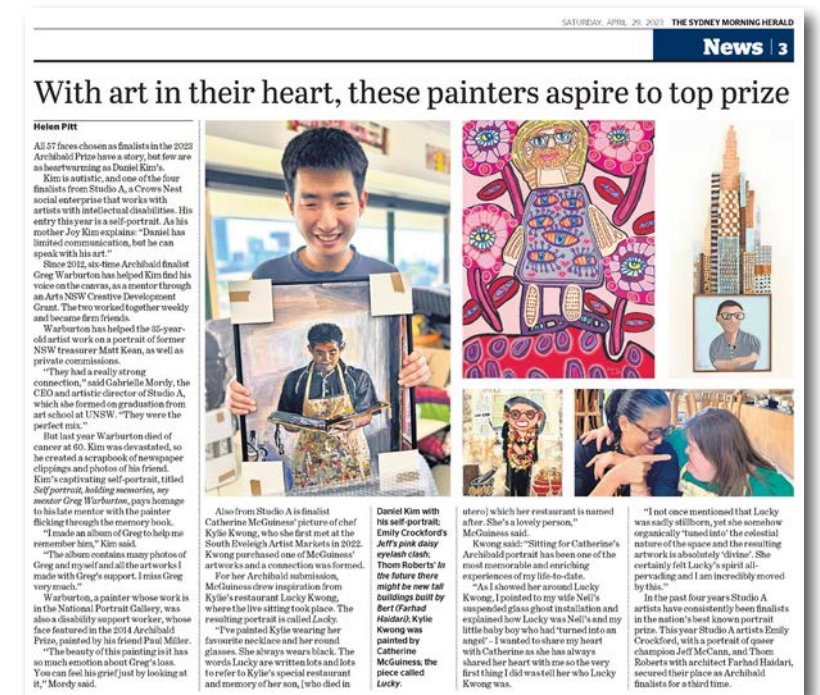 SATURDAY, APRIL 29, 2023 THE SYDNEY MORNING HERALD
News 3
With art in their heart, these painters aspire to top prize
Helen Pitt
All 57 faces chosen as finalists in the 2023
Archibald Prize have a story, but few are
as heartwarming as Daniel Kim's.
Kim is autistic, and one of the four
finalists from Studio A, a Crows Nest
social enterprise that works with
artists with intellectual disabilities. His
entry this year is a self-portrait. As his
mother Joy Kim explains: "Daniel has
limited communication, but he can
speak with his art."
Since 2012, six-time Archibald finalist
Greg Warburton has helped Kim find his
voice on the canvas, as a mentor through
an Arts NSW Creative Development
Grant. The two worked together weekly
and became firm friends.
Warburton has helped the 35-year-
old artist work on a portrait of former
NSW treasurer Matt Kean, as well as
private commissions.
"They had a really strong
connection," said Gabrielle Mordy, the
CEO and artistic director of Studio A,
which she formed on graduation from
art school at UNSW. "They were the
perfect mix."
But last year Warburton died of
cancer at 60. Kim was devastated, so
he created a scrapbook of newspaper
clippings and photos of his friend.
Kim's captivating self-portrait, titled
Self portrait, holding memories, my
mentor Greg Warburton, pays homage
to his late mentor with the painter
flicking through the memory book.
"I made an album of Greg to help me
remember him," Kim said.
"The album contains many photos of
Greg and myself and all the artworks I
made with Greg's support. I miss Greg
very much."
Warburton, a painter whose work is
in the National Portrait Gallery, was
also a disability support worker, whose
face featured in the 2014 Archibald
Prize, painted by his friend Paul Miller.
"The beauty of this painting is it has
so much emotion about Greg's loss.
You can feel his grief just by looking at
it," Mordy said.
Also from Studio A is finalist
Catherine McGuiness' picture of chef
Kylie Kwong, who she first met at the
South Eveleigh Artist Markets in 2022.
Kwong purchased one of McGuiness'
artworks and a connection was formed.
For her Archibald submission,
McGuiness drew inspiration from
Kylie's restaurant Lucky Kwong,
where the live sitting took place. The
resulting portrait is called Lucky.
"I've painted Kylie wearing her
favourite necklace and her round
glasses. She always wears black. The
words Lucky are written lots and lots
to refer to Kylie's special restaurant
and memory of her son, [who died in
Daniel Kim with
his self-portrait;
Emily Crockford's
Jeff's pink daisy
eyelash clash;
Thom Roberts' In
the future there
might be new tall
buildings built by
Bert (Farhad
Haidari); Kylie
Kwong was
painted by
Catherine
McGuiness; the
piece called
Lucky.
utero] which her restaurant is named
after. She's a lovely person,"
McGuiness said.
Kwong said: "Sitting for Catherine's
Archibald portrait has been one of the
most memorable and enriching
experiences of my life-to-date.
"As I showed her around Lucky
Kwong, I pointed to my wife Nell's
suspended glass ghost installation and
explained how Lucky was Nell's and my
little baby boy who had 'turned into an
angel' – I wanted to share my heart
with Catherine as she has always
shared her heart with me so the very
first thing I did was tell her who Lucky
Kwong was.
"I not once mentioned that Lucky
was sadly stillborn, yet she somehow
organically 'tuned into' the celestial
nature of the space and the resulting
artwork is absolutely 'divine'. She
certainly felt Lucky's spirit all-
pervading and I am incredibly moved
by this."
In the past four years Studio A
artists have consistently been finalists
in the nation's best known portrait
prize. This year Studio A artists Emily
Crockford, with a portrait of queer
champion Jeff McCann, and Thom
Roberts with architect Farhad Haidari,
secured their place as Archibald
finalists for a third time.